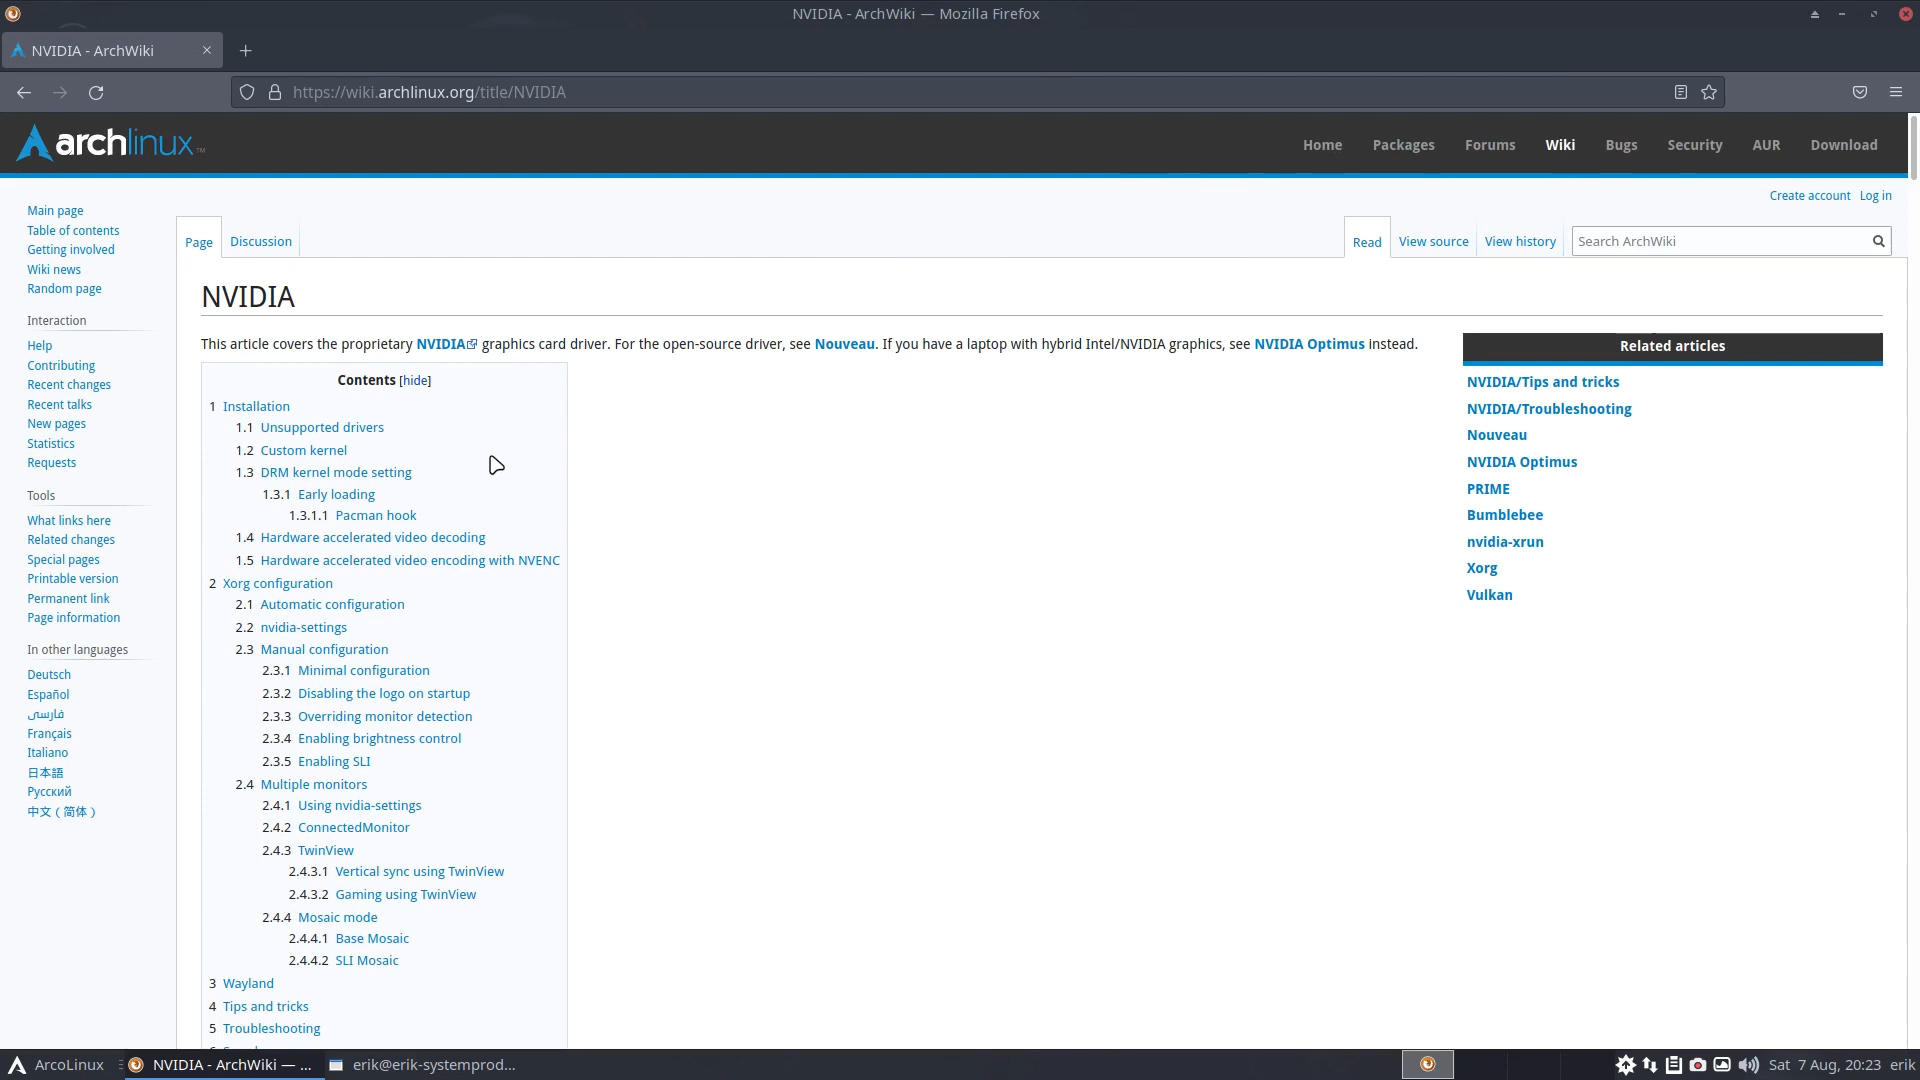 NVIDIA - ArchWiki — Mozilla Firefox
NVIDIA - ArchWiki
https://wiki.archlinux.org/title/NVIDIA
archlinux™
Home Packages Forums Wiki Bugs Security AUR Download
Create account Log in
Main page
Table of contents
Getting involved
Wiki news
Random page
Interaction
Help
Contributing
Recent changes
Recent talks
New pages
Statistics
Requests
Tools
What links here
Related changes
Special pages
Printable version
Permanent link
Page information
In other languages
Deutsch
Español
فارسی
Français
Italiano
日本語
Русский
中文（简体）
Page Discussion Read View source View history Search ArchWiki
NVIDIA
This article covers the proprietary NVIDIA graphics card driver. For the open-source driver, see Nouveau. If you have a laptop with hybrid Intel/NVIDIA graphics, see NVIDIA Optimus instead.
Contents [hide]
1 Installation
1.1 Unsupported drivers
1.2 Custom kernel
1.3 DRM kernel mode setting
1.3.1 Early loading
1.3.1.1 Pacman hook
1.4 Hardware accelerated video decoding
1.5 Hardware accelerated video encoding with NVENC
2 Xorg configuration
2.1 Automatic configuration
2.2 nvidia-settings
2.3 Manual configuration
2.3.1 Minimal configuration
2.3.2 Disabling the logo on startup
2.3.3 Overriding monitor detection
2.3.4 Enabling brightness control
2.3.5 Enabling SLI
2.4 Multiple monitors
2.4.1 Using nvidia-settings
2.4.2 ConnectedMonitor
2.4.3 TwinView
2.4.3.1 Vertical sync using TwinView
2.4.3.2 Gaming using TwinView
2.4.4 Mosaic mode
2.4.4.1 Base Mosaic
2.4.4.2 SLI Mosaic
3 Wayland
4 Tips and tricks
5 Troubleshooting
Related articles
NVIDIA/Tips and tricks
NVIDIA/Troubleshooting
Nouveau
NVIDIA Optimus
PRIME
Bumblebee
nvidia-xrun
Xorg
Vulkan
ArcoLinux NVIDIA - ArchWiki — ... erik@erik-systemprod... Sat 7 Aug, 20:23 erik